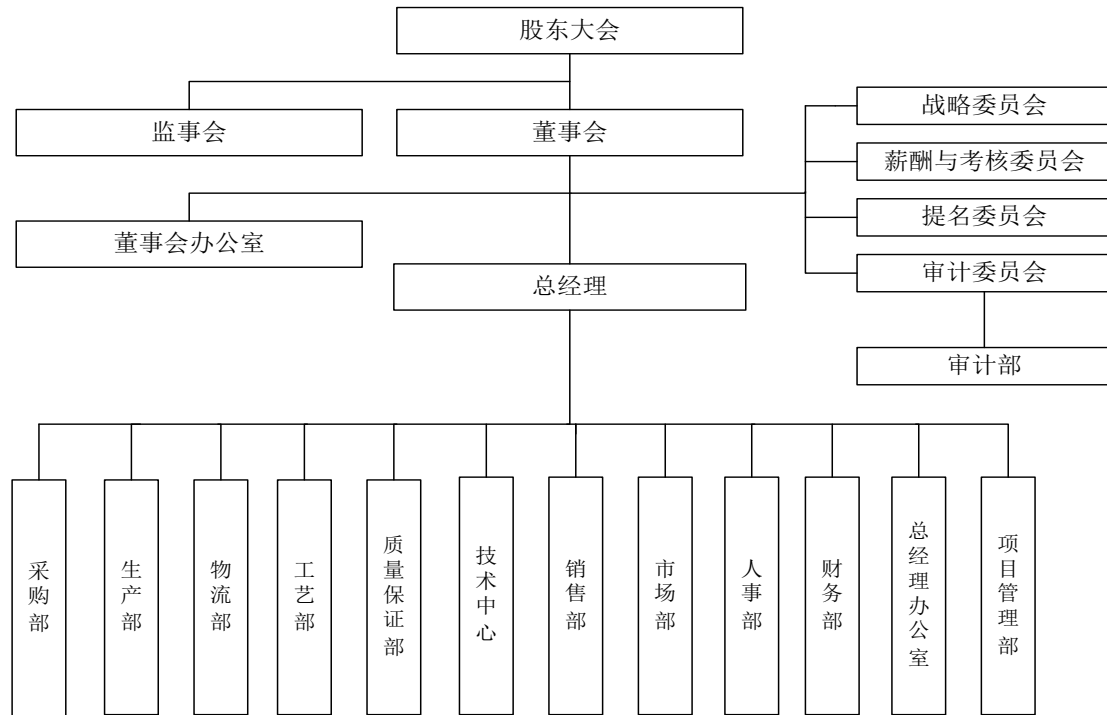 股东大会
监事会
董事会
战略委员会
薪酬与考核委员会
提名委员会
董事会办公室
审计委员会
总经理
审计部
采购部
生产部
物流部
工艺部
质量保证部
技术中心
销售部
市场部
人事部
财务部
总经理办公室
项目管理部